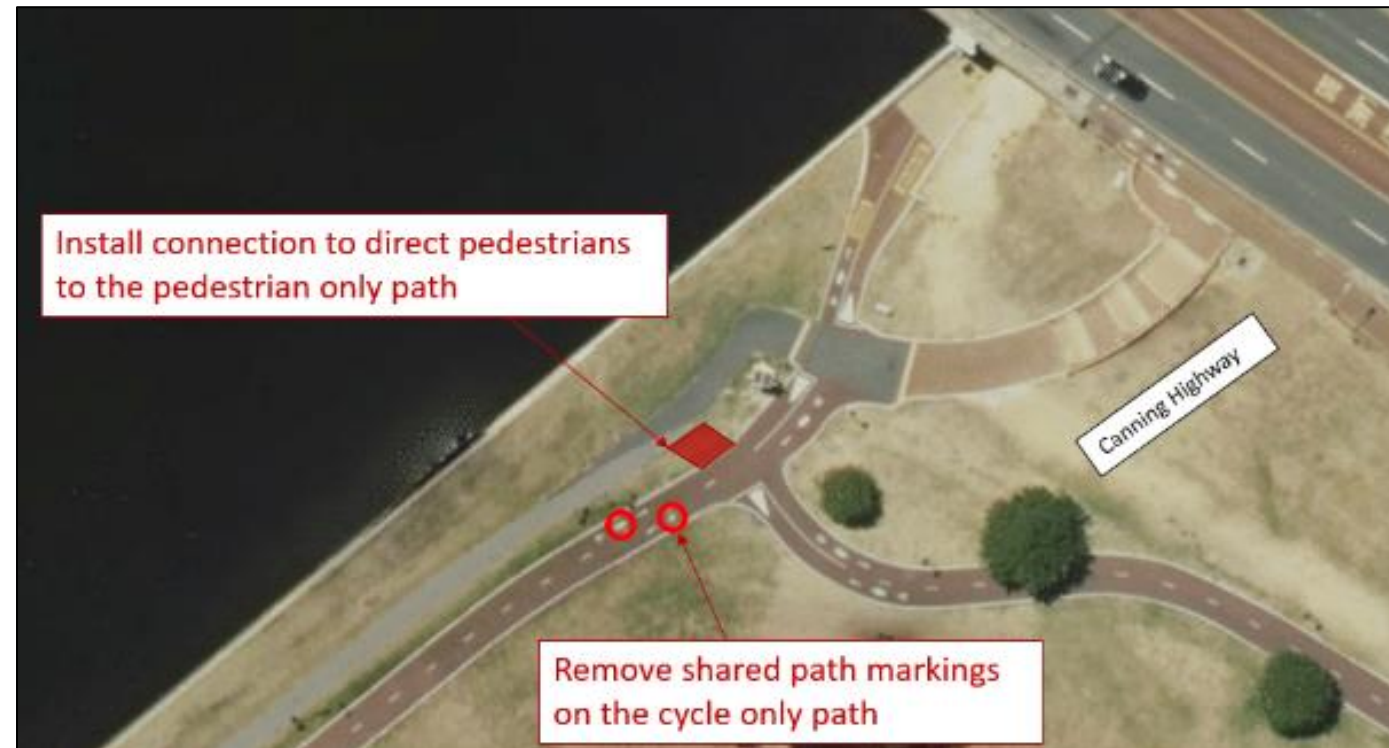 Install connection to direct pedestrians
to the pedestrian only path
Canning Highway
Remove shared path markings
on the cycle only path